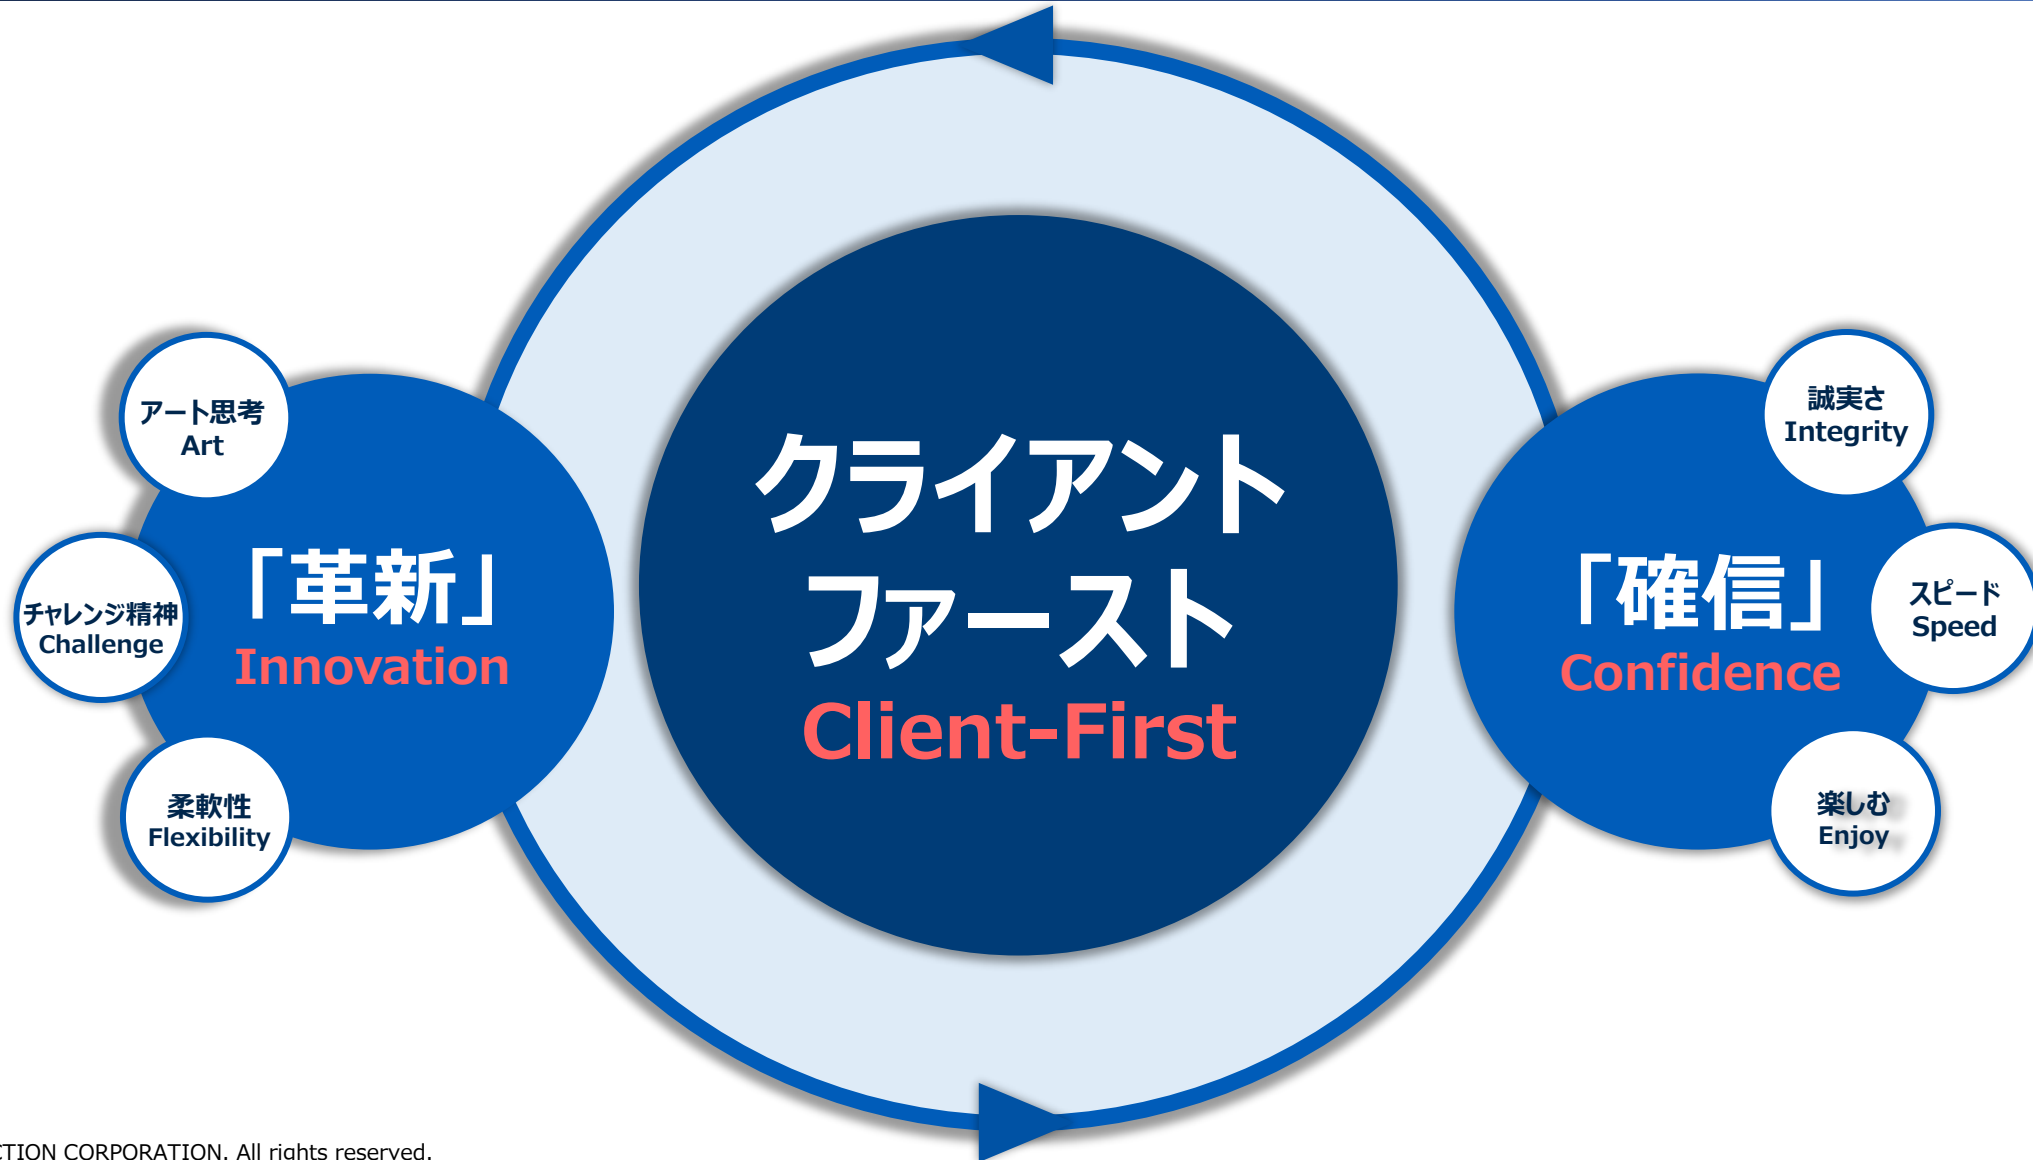 アート思考
Art
チャレンジ精神
Challenge
柔軟性
Flexibility
「革新」
Innovation
クライアント
ファースト
Client-First
「確信」
Confidence
誠実さ
Integrity
スピード
Speed
楽しむ
Enjoy
CTION CORPORATION. All rights reserved.